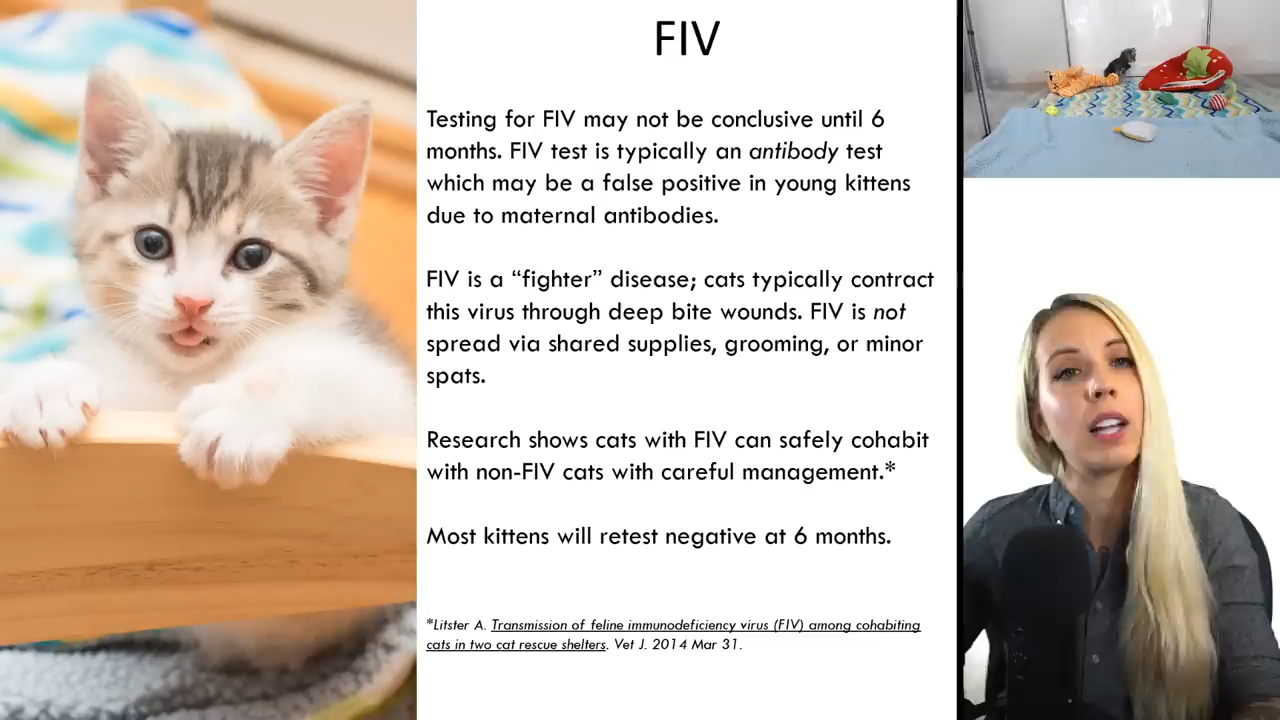 FIV
Testing for FIV may not be conclusive until 6
months. FIV test is typically an antibody test
which may be a false positive in young kittens
due to maternal antibodies.
FIV is a “fighter” disease; cats typically contract
this virus through deep bite wounds. FIV is not
spread via shared supplies, grooming, or minor
spats.
Research shows cats with FIV can safely cohabit
with non-FIV cats with careful management.*
Most kittens will retest negative at 6 months.
*Litster A. Transmission of feline immunodeficiency virus (FIV) among cohabiting
cats in two cat rescue shelters. Vet J. 2014 Mar 31.